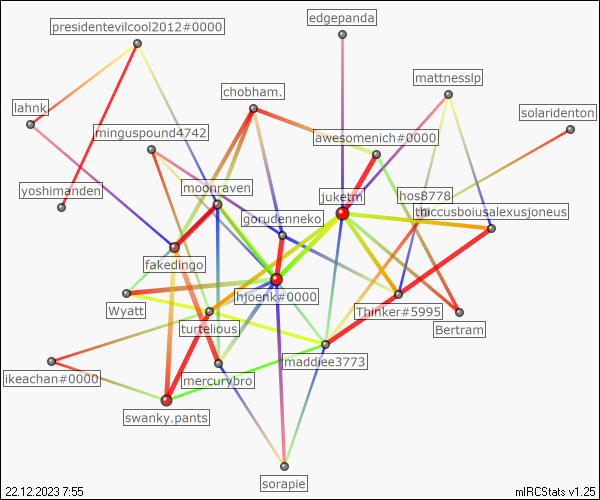 edgepanda
presidentevilcool2012#0000
mattnesslp
chobham.
lahnk
solaridenton
minguspound4742
awesomenich#0000
yoshimanden
moonraven
juketm
hos8778
gorudenneko
thiccusboiusalexusjoneus
fakedingo
hjoenk#0000
Wyatt
Thinker#5995
turtelious
Bertram
maddiee3773
ikeachan#0000
mercurybro
swanky.pants
sorapie
22.12.2023 7:55
mIRCStats v1.25